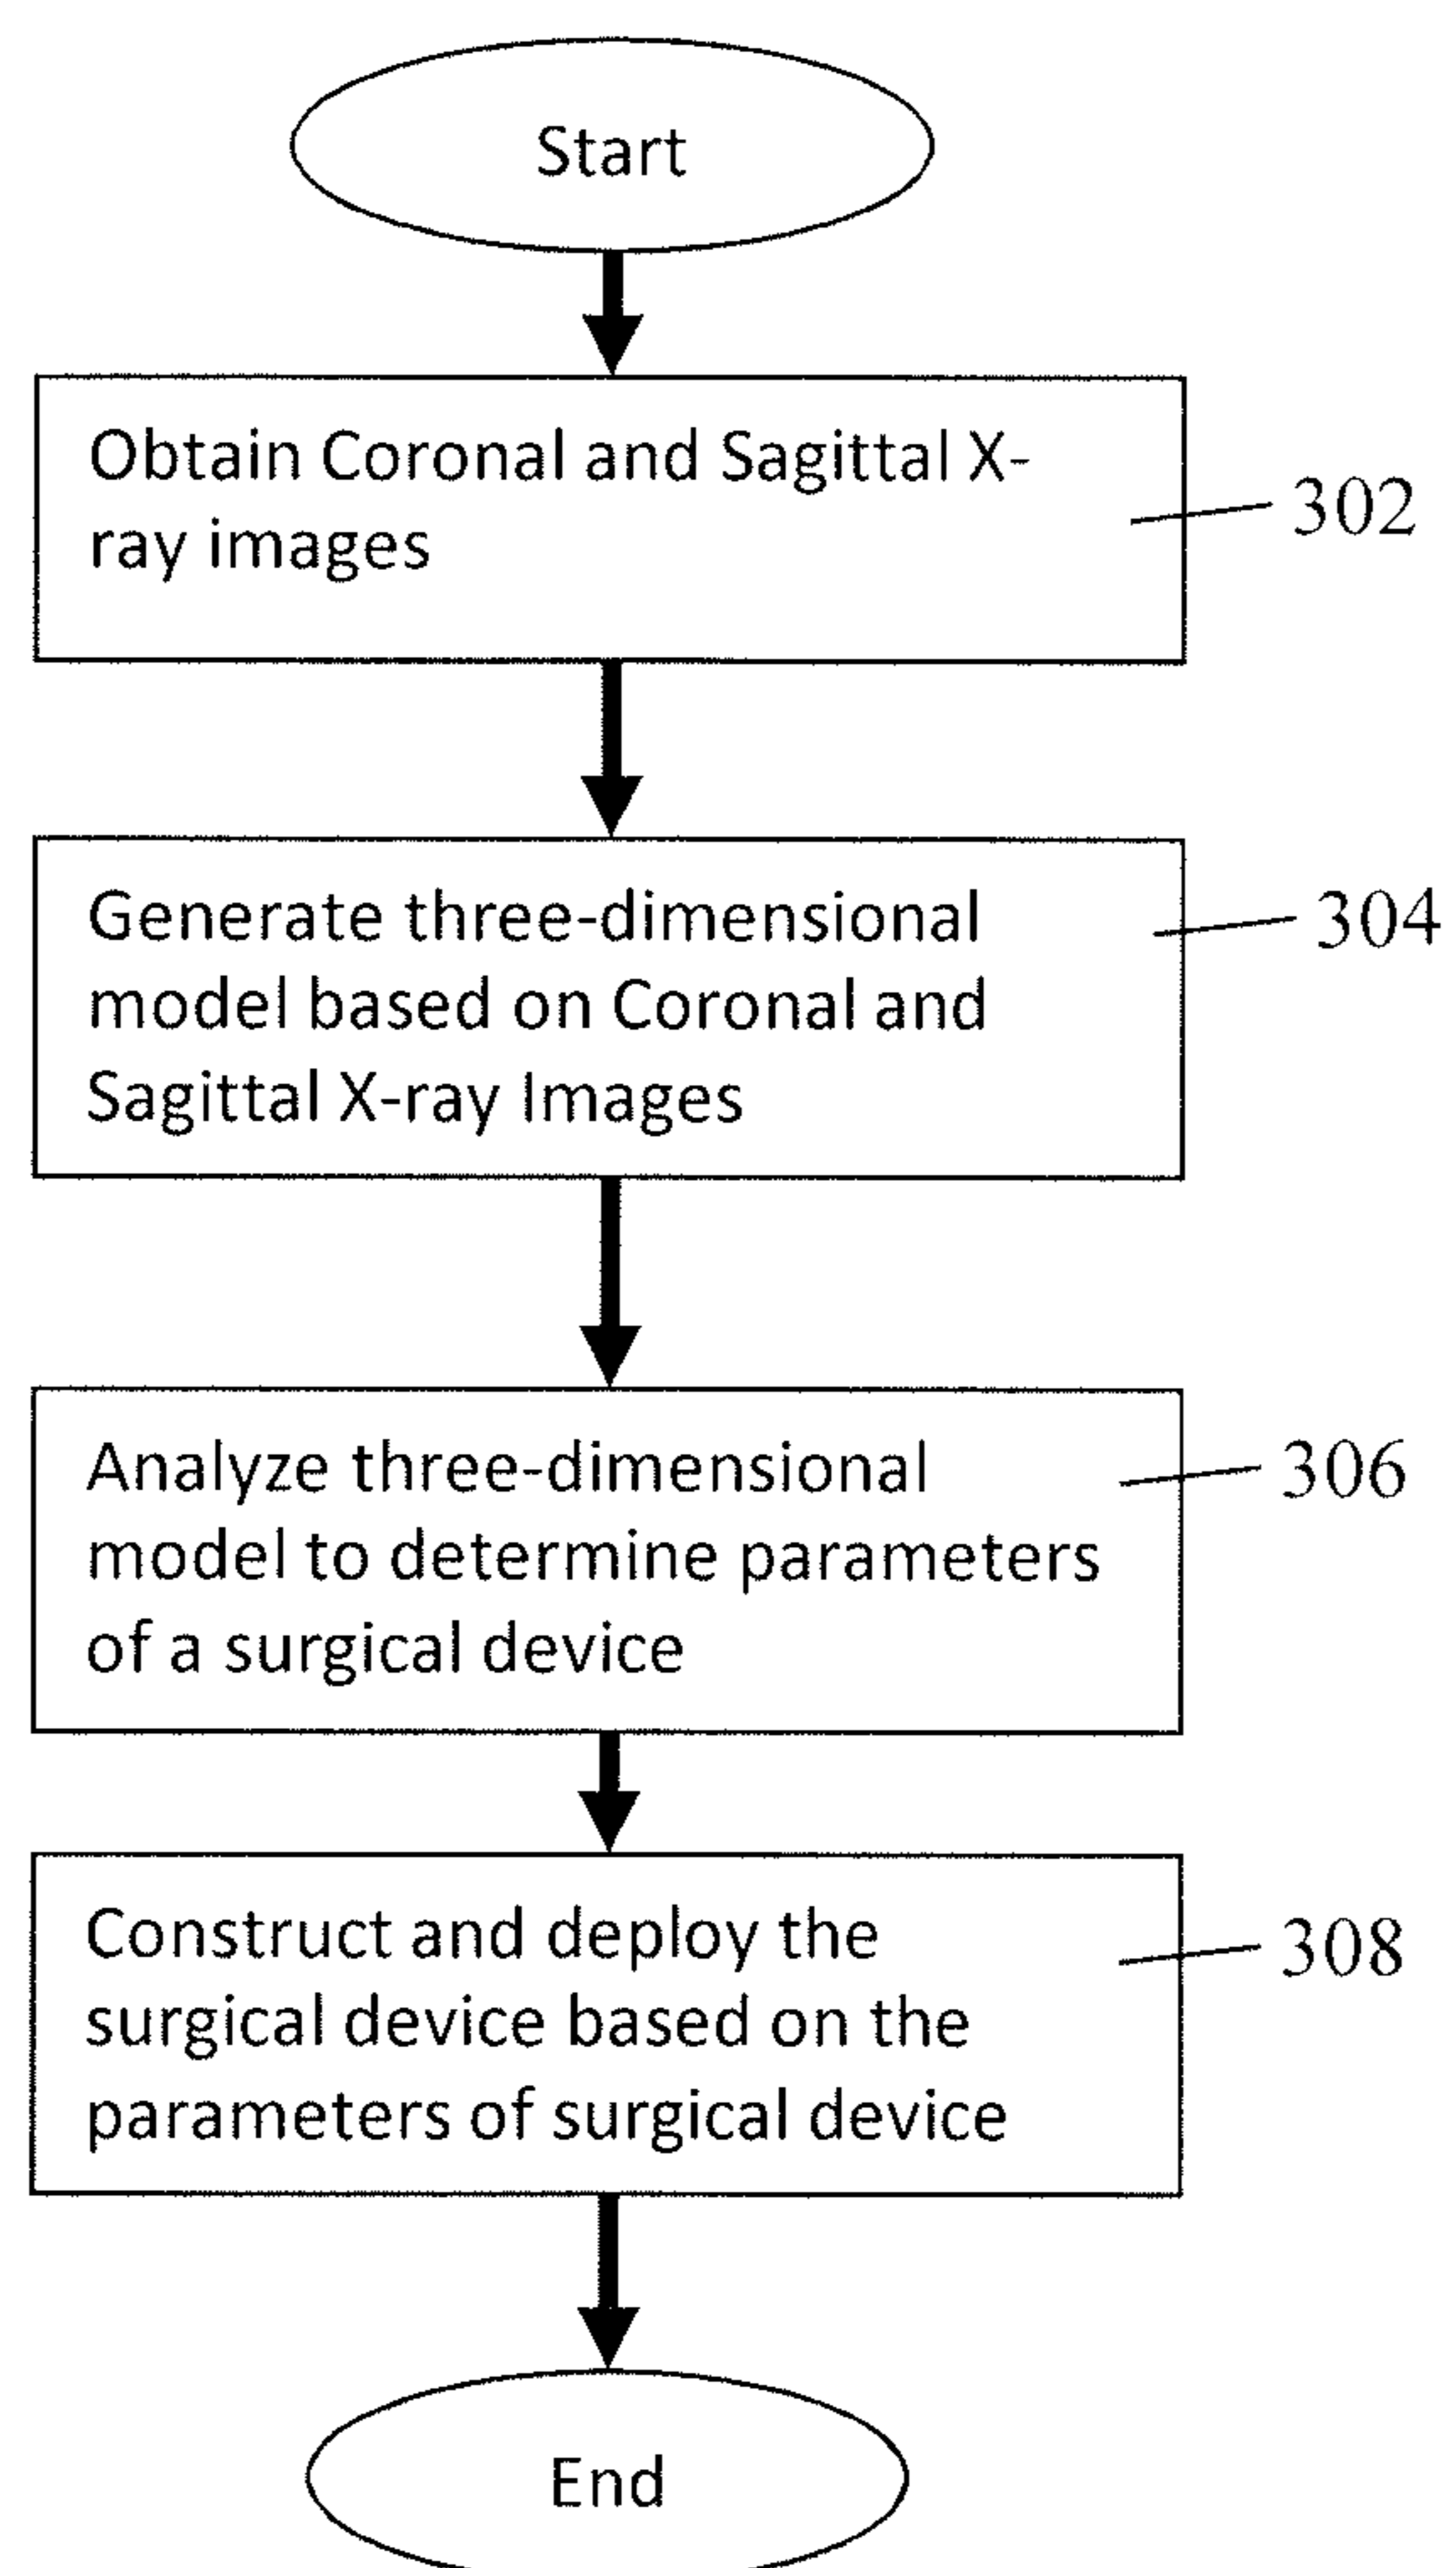 Start
Obtain Coronal and Sagittal X-
ray images
302
Generate three-dimensional
model based on Coronal and
Sagittal X-ray Images
304
Analyze three-dimensional
model to determine parameters
of a surgical device
306
Construct and deploy the
surgical device based on the
parameters of surgical device
308
End